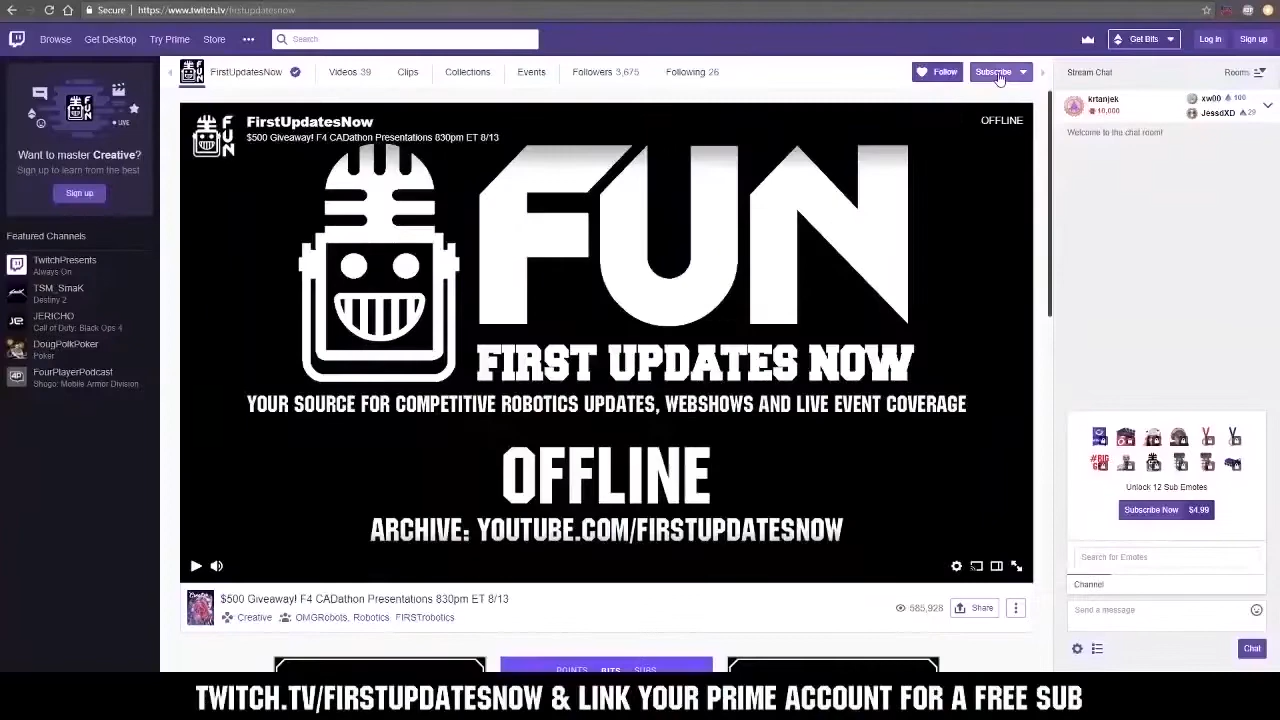 Secure
https://www.twitch.tv/firstupdatesnow
Browse
Get Desktop
Try Prime
Store
Search
Get Bits
Log in
Sign up
FUN
LIVE
Want to master Creative?
Sign up to learn from the best
Sign up
Featured Channels
TwitchPresents
Always On
TSM_SmaK
Destiny 2
JERICHO
Call of Duty: Black Ops 4
DougPolkPoker
Poker
FourPlayerPodcast
Shogo: Mobile Armor Division
FirstUpdatesNow
Videos 39
Clips
Collections
Events
Followers 3,675
Following 26
Follow
Subscribe
FirstUpdatesNow
$500 Giveaway! F4 CADathon Presentations 830pm ET 8/13
OFFLINE
FUN
FIRST UPDATES NOW
YOUR SOURCE FOR COMPETITIVE ROBOTICS UPDATES, WEBSHOWS AND LIVE EVENT COVERAGE
OFFLINE
ARCHIVE: YOUTUBE.COM/FIRSTUPDATESNOW
$500 Giveaway! F4 CADathon Presentations 830pm ET 8/13
Creative
OMGRobots, Robotics FIRSTrobotics
585,928
Share
POINTS BITS SUBS
Stream Chat
Rooms
krtanjek
10,000
xw00 100
JessdXD 29
Welcome to the chat room!
#BIG
Unlock 12 Sub Emotes
Subscribe Now $4.99
Search for Emotes
Channel
Send a message
Chat
TWITCH.TV/FIRSTUPDATESNOW & LINK YOUR PRIME ACCOUNT FOR A FREE SUB